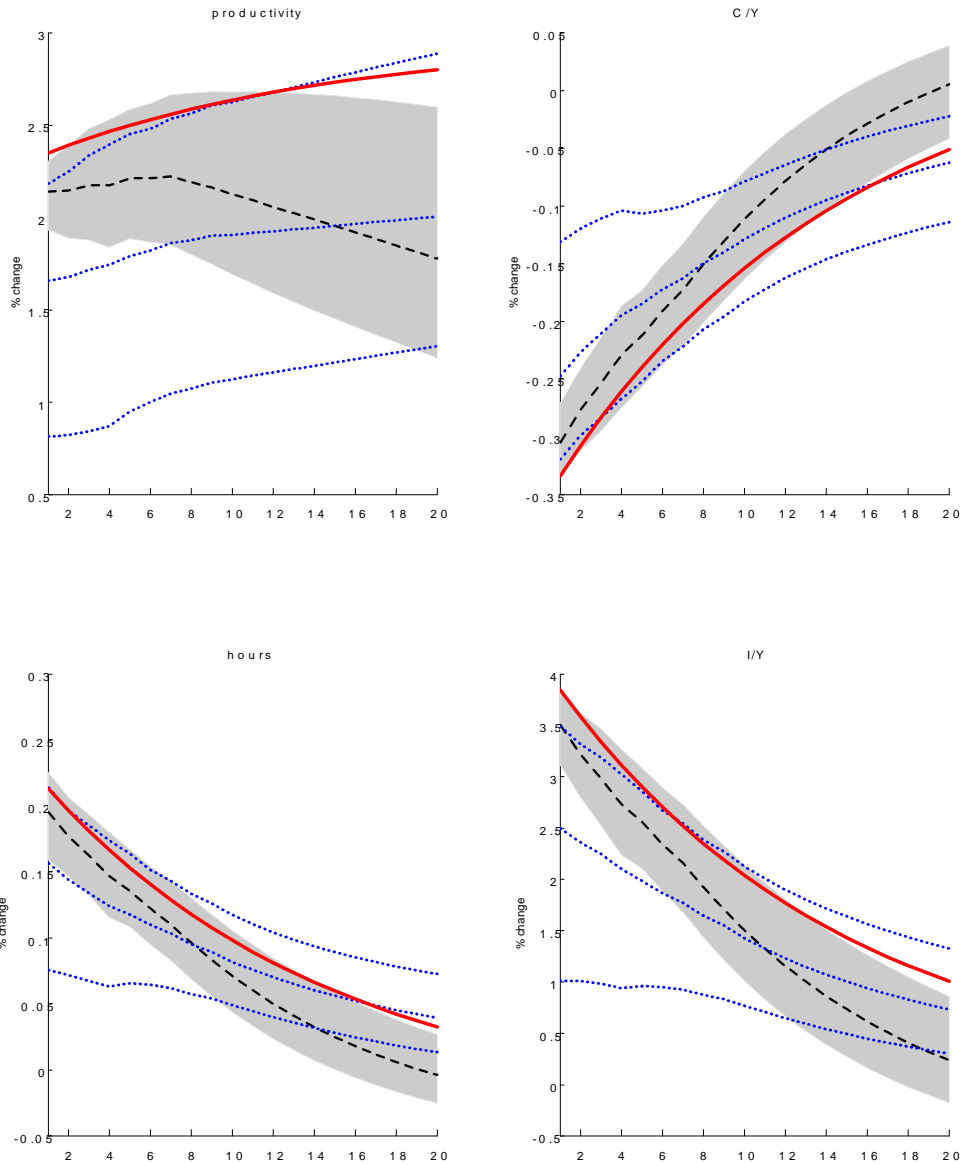 productivity
3
2.5
2
1.5
1
0.5
% change
2 4 6 8 10 12 14 16 18 20
C/Y
0.05
0
-0.05
-0.1
-0.15
-0.2
-0.25
-0.3
-0.35
% change
2 4 6 8 10 12 14 16 18 20
hours
0.3
0.25
0.2
0.15
0.1
0.05
0
-0.05
% change
2 4 6 8 10 12 14 16 18 20
I/Y
4
3.5
3
2.5
2
1.5
1
0.5
0
-0.5
% change
2 4 6 8 10 12 14 16 18 20